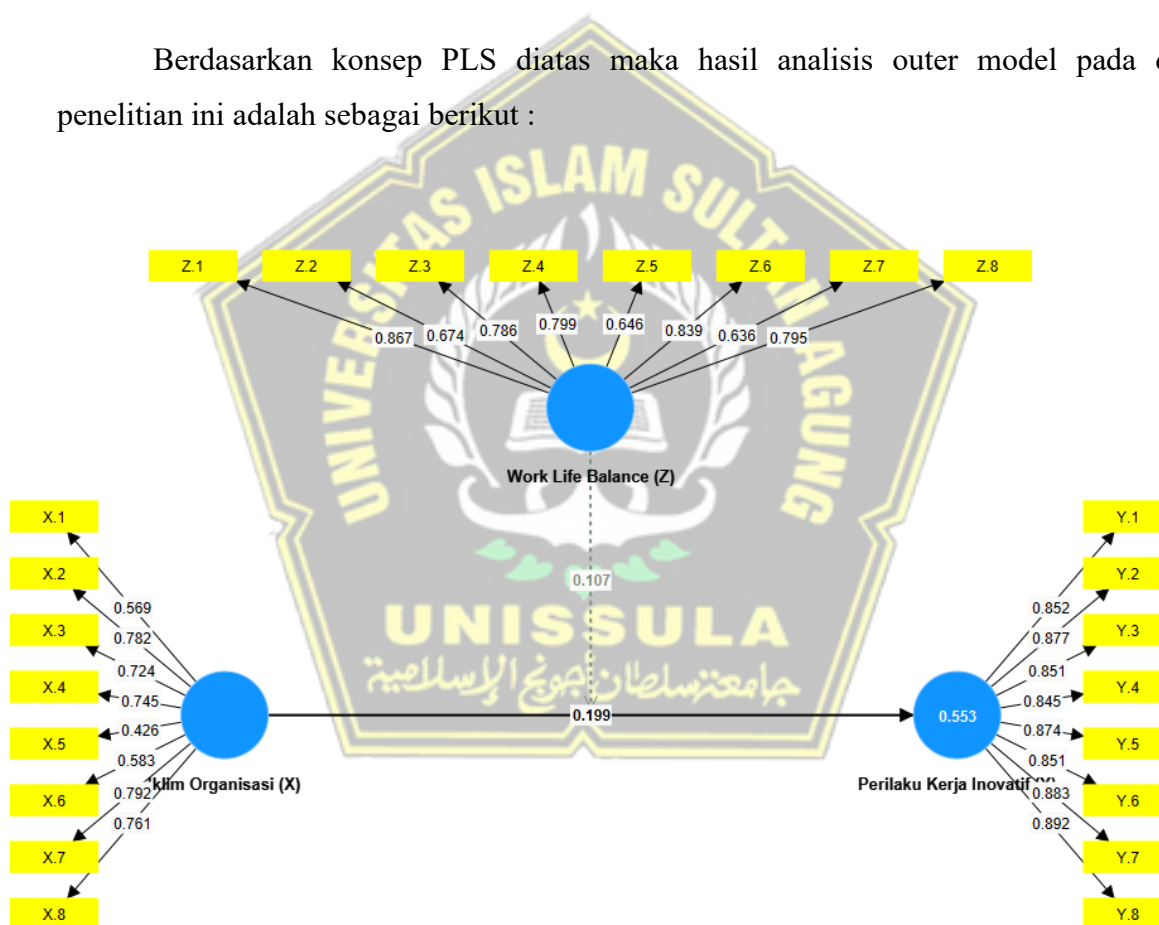 Berdasarkan konsep PLS diatas maka hasil analisis outer model pada
penelitian ini adalah sebagai berikut :
UNIVERSITAS ISLAM SULTAN AGUNG
Z.1 Z.2 Z.3 Z.4 Z.5 Z.6 Z.7 Z.8
0.867 0.674 0.786 0.799 0.646 0.839 0.636 0.795
Work Life Balance (Z)
X.1
X.2
X.3
X.4
X.5
X.6
X.7
X.8
0.569
0.782
0.724
0.745
0.426
0.583
0.792
0.761
Iklim Organisasi (X)
0.107
UNISSULA
جامعتنسلطان أجونج الإسلامية
0.199
0.553
Perilaku Kerja Inovatif (Y)
0.852
0.877
0.851
0.845
0.874
0.851
0.883
0.892
Y.1
Y.2
Y.3
Y.4
Y.5
Y.6
Y.7
Y.8